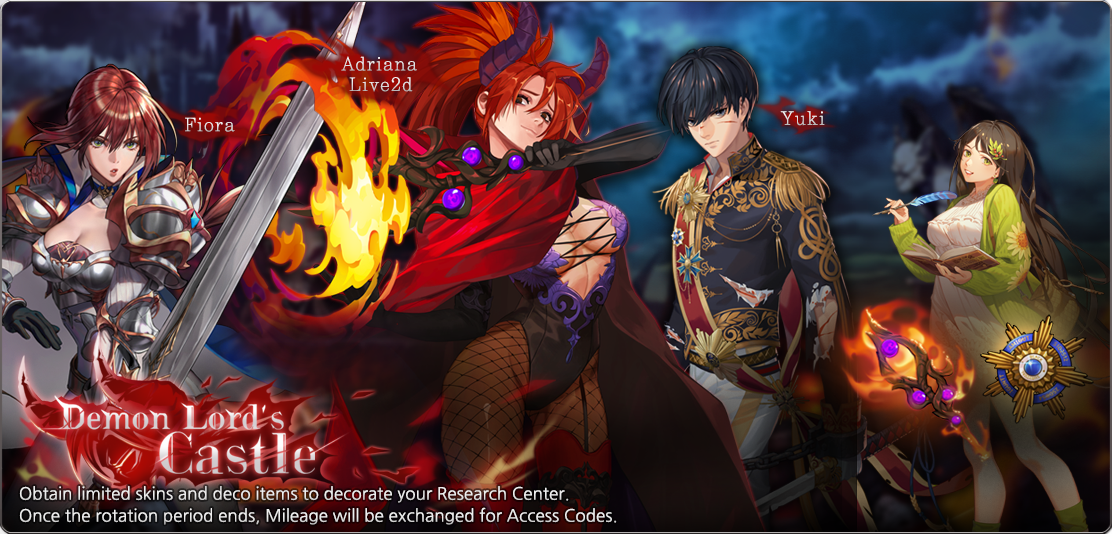 Adriana
Live2d
Fiora
Yuki
Demon Lord's
Castle
Obtain limited skins and deco items to decorate your Research Center.
Once the rotation period ends, Mileage will be exchanged for Access Codes.